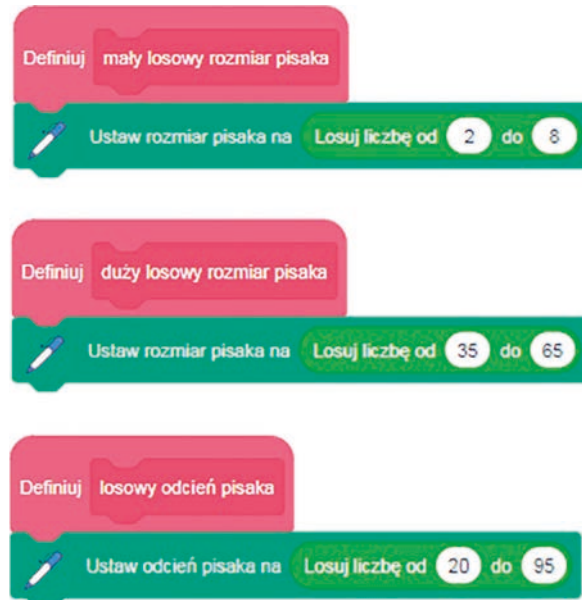 Definiuj mały losowy rozmiar pisaka
Ustaw rozmiar pisaka na Losuj liczbę od 2 do 8
Definiuj duży losowy rozmiar pisaka
Ustaw rozmiar pisaka na Losuj liczbę od 35 do 65
Definiuj losowy odcień pisaka
Ustaw odcień pisaka na Losuj liczbę od 20 do 95